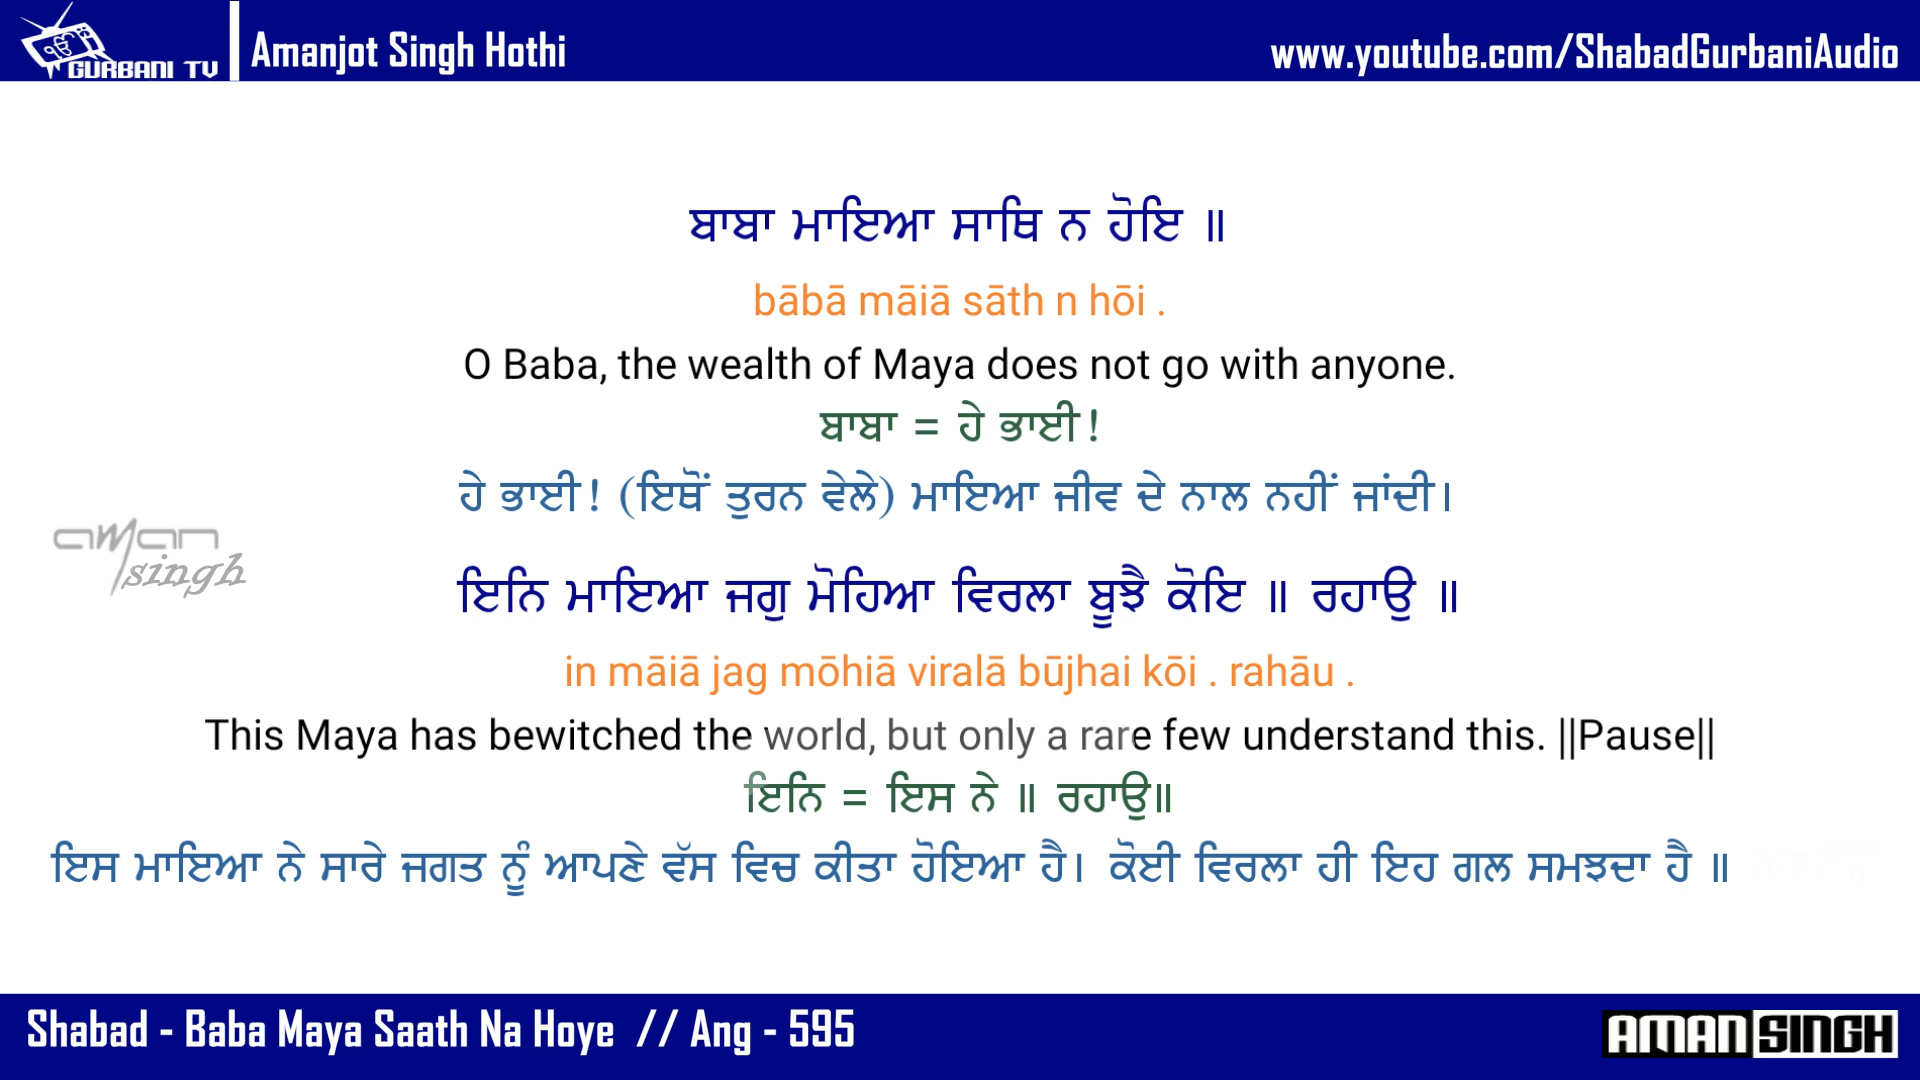 GURBANI TV
Amanjot Singh Hothi
www.youtube.com/ShabadGurbaniAudio
ਬਾਬਾ ਮਾਇਆ ਸਾਥਿ ਨ ਹੋਇ ॥
bābā māiā sāth n hōi .
O Baba, the wealth of Maya does not go with anyone.
ਬਾਬਾ = ਹੇ ਭਾਈ!
ਹੇ ਭਾਈ! (ਇਥੋਂ ਤੁਰਨ ਵੇਲੇ) ਮਾਇਆ ਜੀਵ ਦੇ ਨਾਲ ਨਹੀਂ ਜਾਂਦੀ।
aman singh
ਇਨਿ ਮਾਇਆ ਜਗੁ ਮੋਹਿਆ ਵਿਰਲਾ ਬੂਝੈ ਕੋਇ ॥ ਰਹਾਉ ॥
in māiā jag mōhiā viralā būjhai kōi . rahāu .
This Maya has bewitched the world, but only a rare few understand this. ||Pause||
ਇਨਿ = ਇਸ ਨੇ ॥ ਰਹਾਉ॥
ਇਸ ਮਾਇਆ ਨੇ ਸਾਰੇ ਜਗਤ ਨੂੰ ਆਪਣੇ ਵੱਸ ਵਿਚ ਕੀਤਾ ਹੋਇਆ ਹੈ। ਕੋਈ ਵਿਰਲਾ ਹੀ ਇਹ ਗਲ ਸਮਝਦਾ ਹੈ ॥
Shabad - Baba Maya Saath Na Hoye // Ang - 595
AMAN SINGH